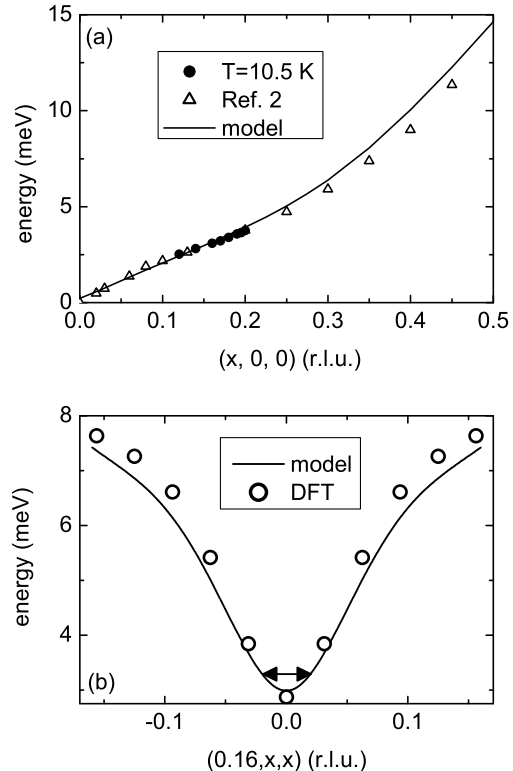 15
(a)
T=10.5 K
Ref. 2
model
10
energy (meV)
5
0
0.0 0.1 0.2 0.3 0.4 0.5
(x, 0, 0) (r.l.u.)
8
model
DFT
energy (meV)
6
4
(b)
-0.1 0.0 0.1
(0.16,x,x) (r.l.u.)